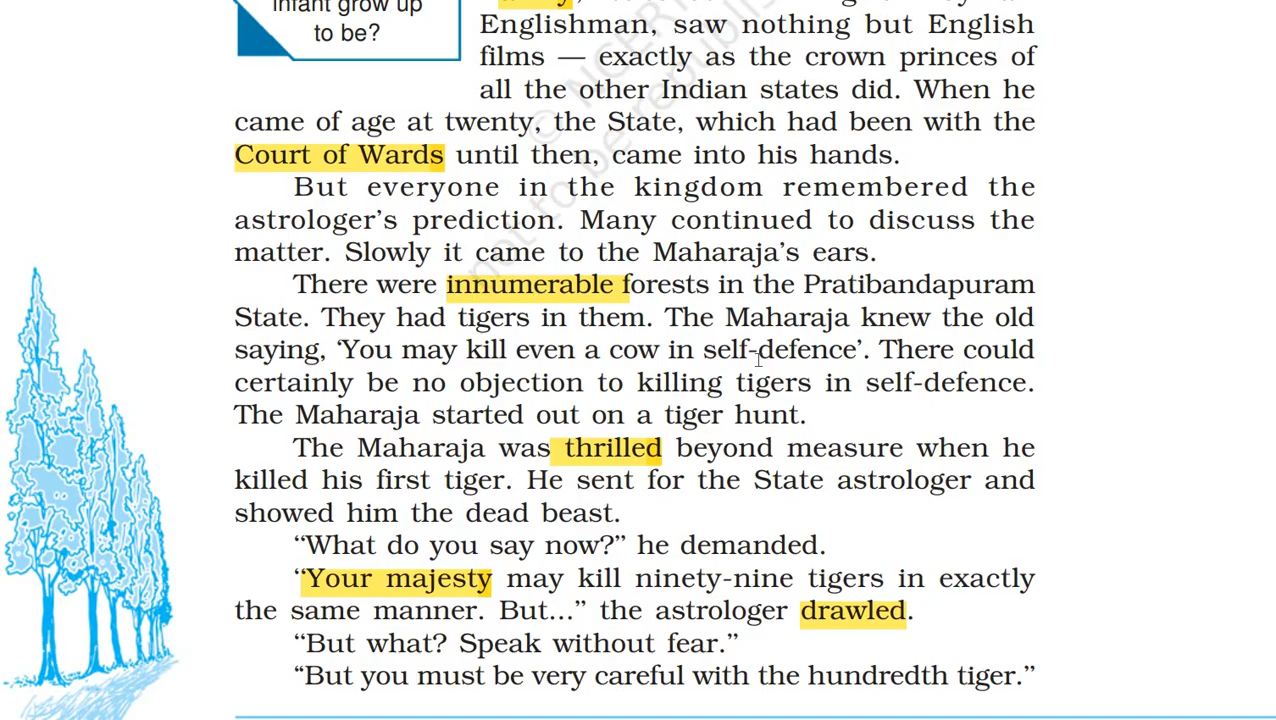 infant grow up
to be?
Englishman, saw nothing but English
films — exactly as the crown princes of
all the other Indian states did. When he
came of age at twenty, the State, which had been with the
Court of Wards until then, came into his hands.
But everyone in the kingdom remembered the
astrologer’s prediction. Many continued to discuss the
matter. Slowly it came to the Maharaja’s ears.
There were innumerable forests in the Pratibandapuram
State. They had tigers in them. The Maharaja knew the old
saying, ‘You may kill even a cow in self-defence’. There could
certainly be no objection to killing tigers in self-defence.
The Maharaja started out on a tiger hunt.
The Maharaja was thrilled beyond measure when he
killed his first tiger. He sent for the State astrologer and
showed him the dead beast.
“What do you say now?” he demanded.
“Your majesty may kill ninety-nine tigers in exactly
the same manner. But...” the astrologer drawled.
“But what? Speak without fear.”
“But you must be very careful with the hundredth tiger.”
© NCERT
not to be republis